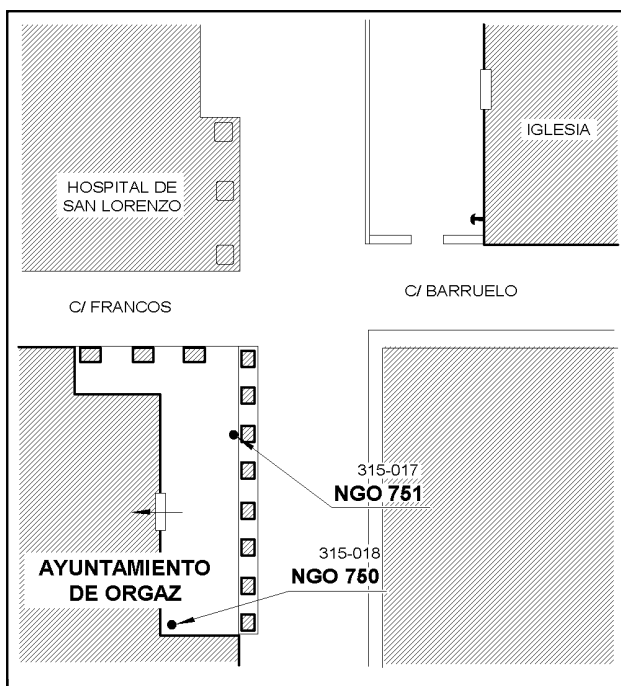 IGLESIA
HOSPITAL DE
SAN LORENZO
C/ BARRUELO
C/ FRANCOS
315-017
NGO 751
315-018
NGO 750
AYUNTAMIENTO
DE ORGAZ